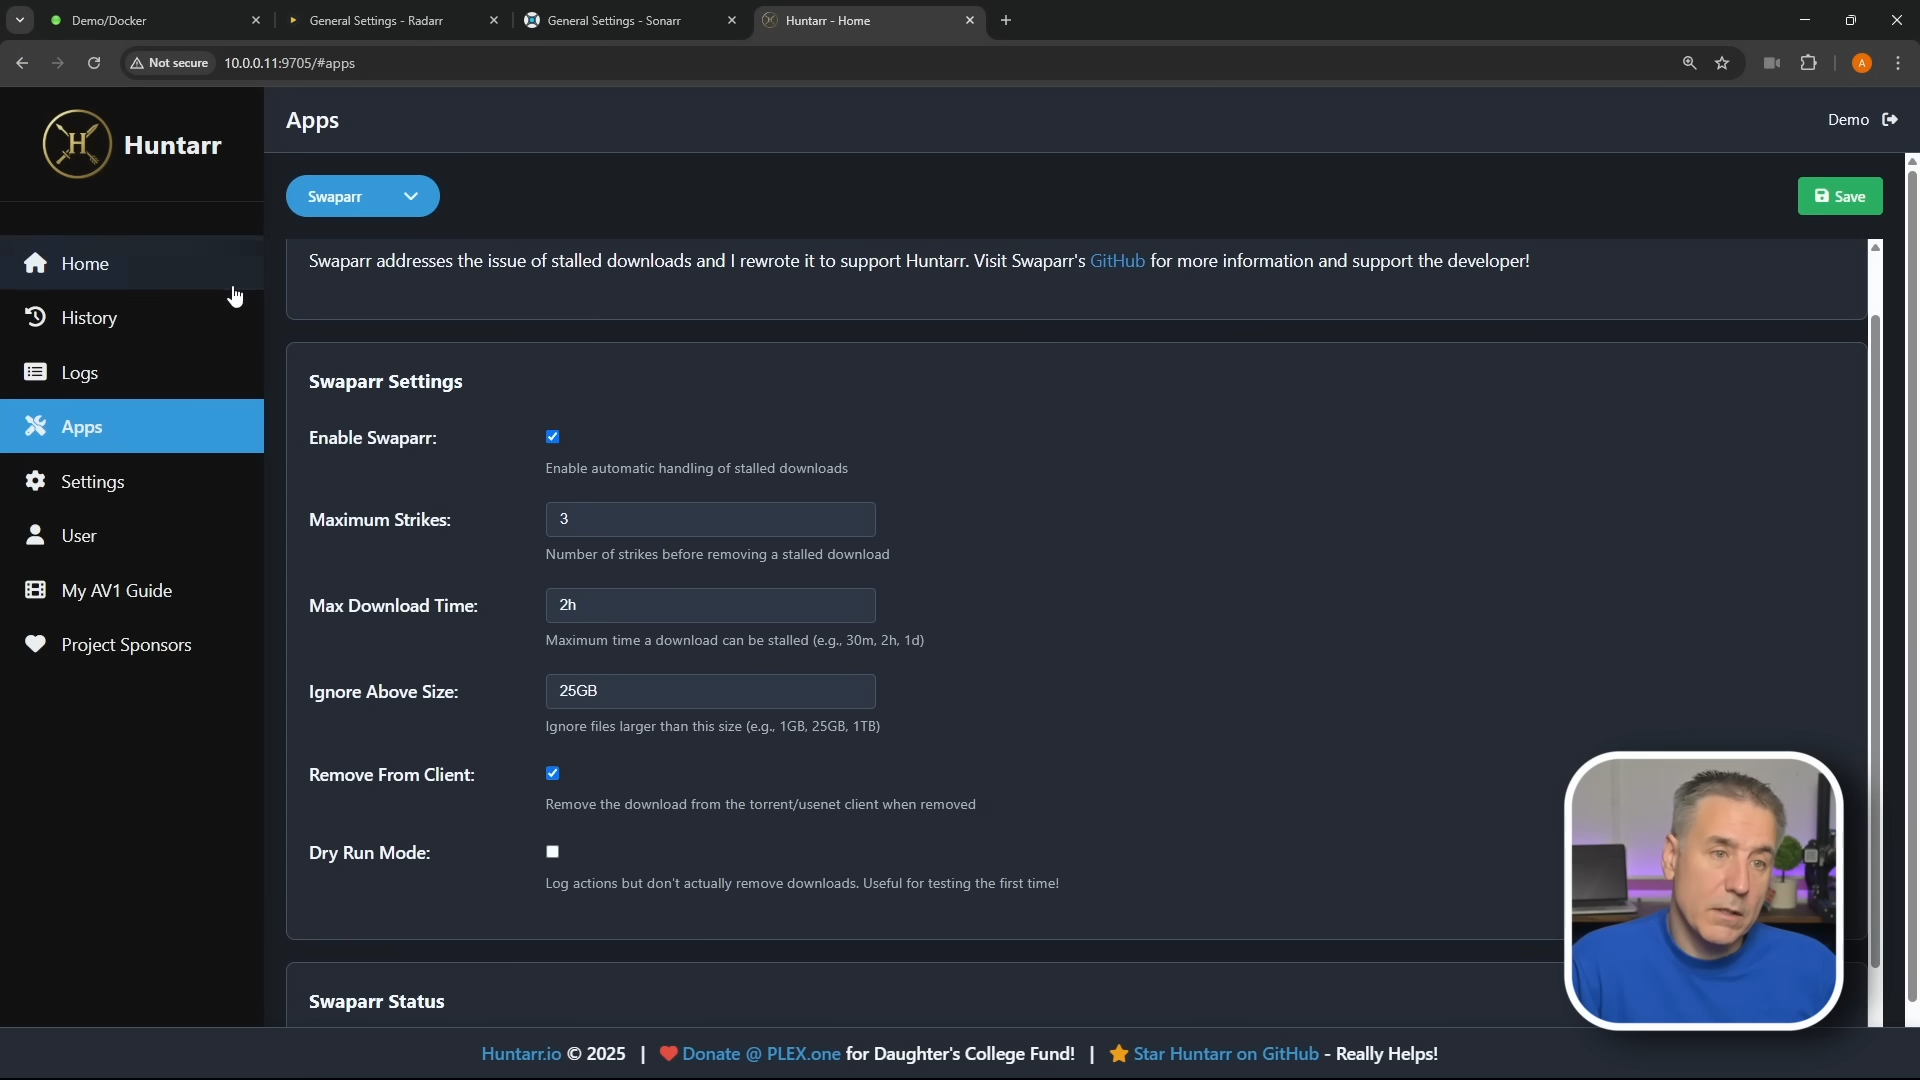 Demo/Docker
General Settings - Radarr
General Settings - Sonarr
Huntarr - Home
Not secure
10.0.0.11:9705/#apps
A
H
Huntarr
Apps
Demo
Swaparr
Save
Home
History
Logs
Apps
Settings
User
My AV1 Guide
Project Sponsors
Swaparr addresses the issue of stalled downloads and I rewrote it to support Huntarr. Visit Swaparr's GitHub for more information and support the developer!
Swaparr Settings
Enable Swaparr:
Enable automatic handling of stalled downloads
Maximum Strikes:
3
Number of strikes before removing a stalled download
Max Download Time:
2h
Maximum time a download can be stalled (e.g., 30m, 2h, 1d)
Ignore Above Size:
25GB
Ignore files larger than this size (e.g., 1GB, 25GB, 1TB)
Remove From Client:
Remove the download from the torrent/usenet client when removed
Dry Run Mode:
Log actions but don't actually remove downloads. Useful for testing the first time!
Swaparr Status
Huntarr.io © 2025 | ❤️ Donate @ PLEX.one for Daughter's College Fund! | ⭐ Star Huntarr on GitHub - Really Helps!